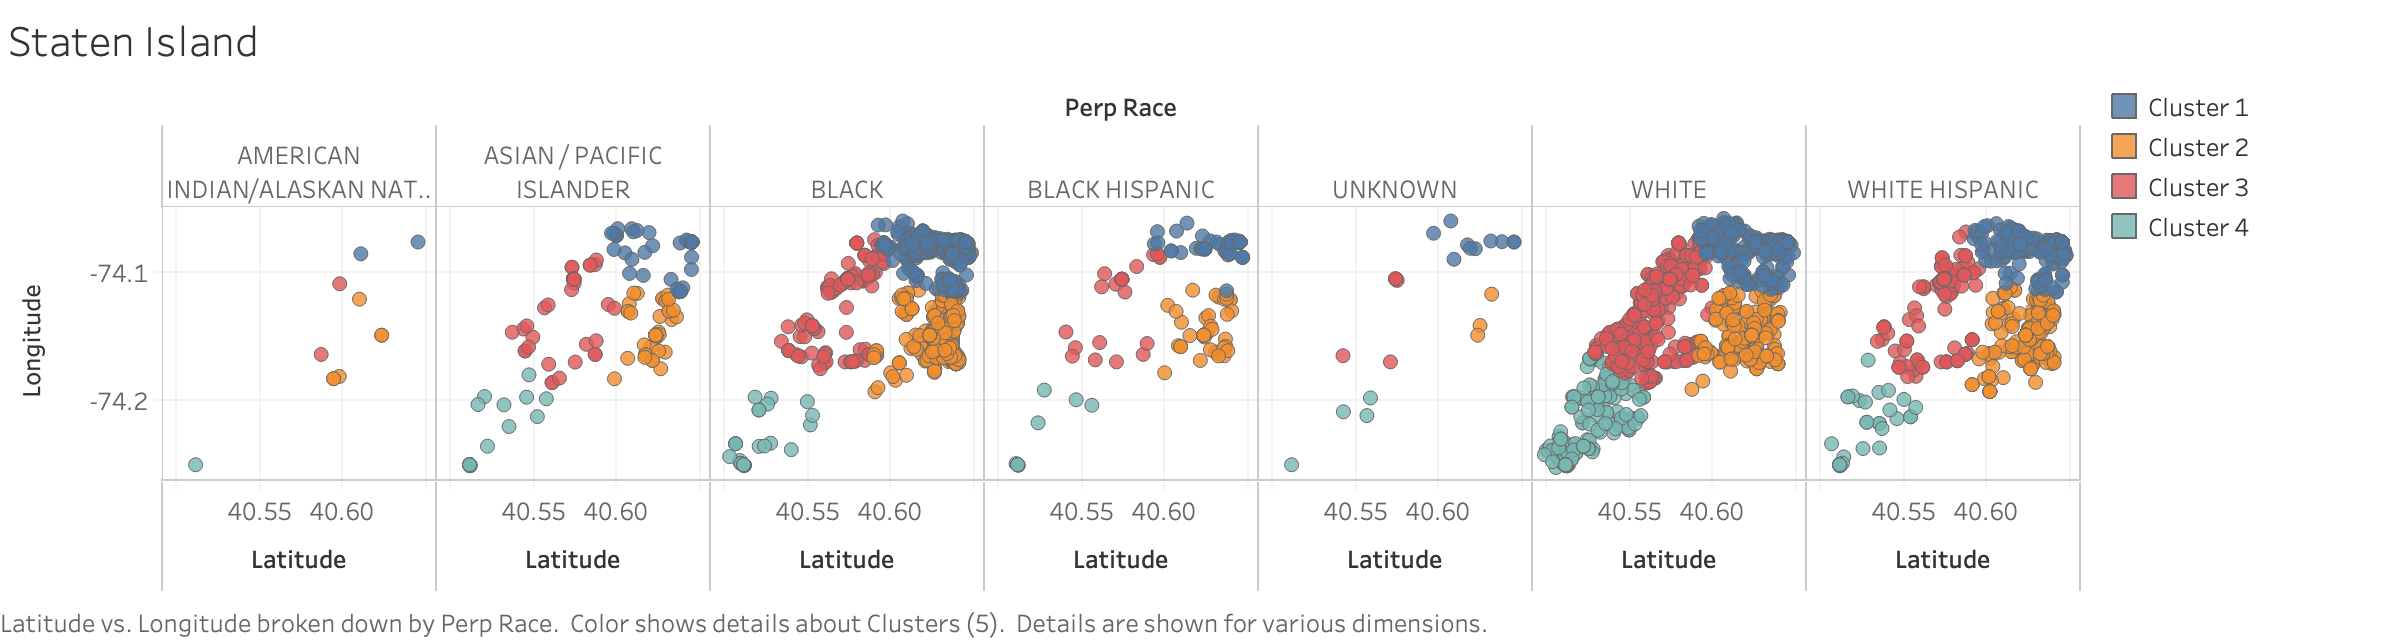 Staten Island
Perp Race
AMERICAN INDIAN/ALASKAN NAT..
ASIAN / PACIFIC ISLANDER
BLACK
BLACK HISPANIC
UNKNOWN
WHITE
WHITE HISPANIC
Cluster 1
Cluster 2
Cluster 3
Cluster 4
Longitude
-74.1
-74.2
40.55 40.60 40.55 40.60 40.55 40.60 40.55 40.60 40.55 40.60 40.55 40.60 40.55 40.60
Latitude Latitude Latitude Latitude Latitude Latitude Latitude
Latitude vs. Longitude broken down by Perp Race. Color shows details about Clusters (5). Details are shown for various dimensions.